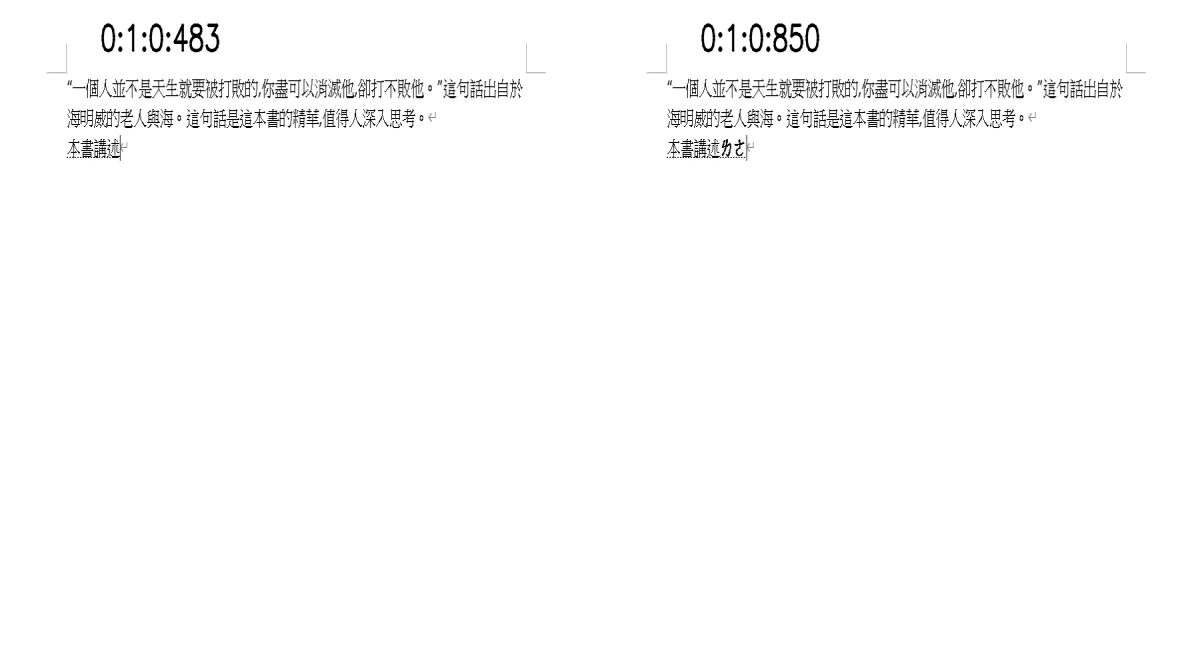 0:1:0:483
“一個人並不是天生就要被打敗的,你盡可以消滅他,卻打不敗他。”這句話出自於
海明威的老人與海。這句話是這本書的精華,值得人深入思考。
本書講述
0:1:0:850
“一個人並不是天生就要被打敗的,你盡可以消滅他,卻打不敗他。”這句話出自於
海明威的老人與海。這句話是這本書的精華,值得人深入思考。
本書講述ㄌㄜ